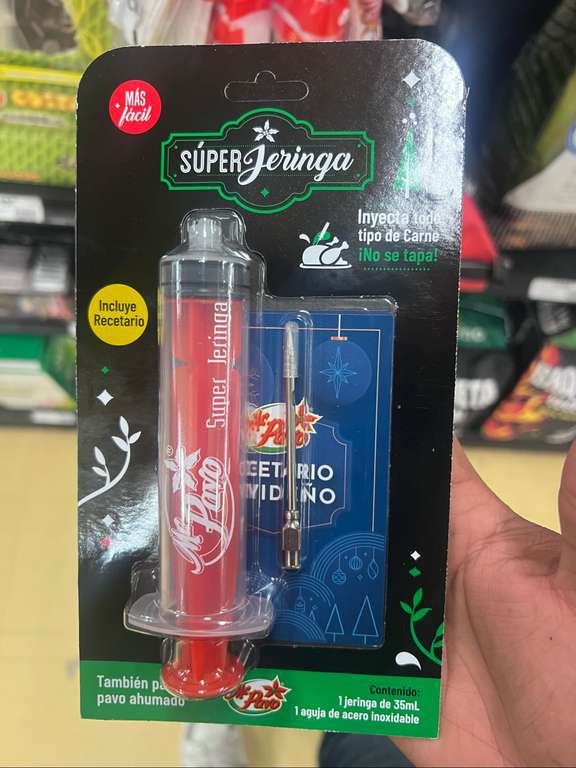 MÁS
fácil
SÚPER Jeringa
Inyecta todo
tipo de Carne
¡No se tapa!
Incluye
Recetario
Super Jeringa
Mr Pavo
Mr Pavo
También
pavo ahumado
Mr Pavo
Contenido:
1 jeringa de 35mL
1 aguja de acero inoxidable